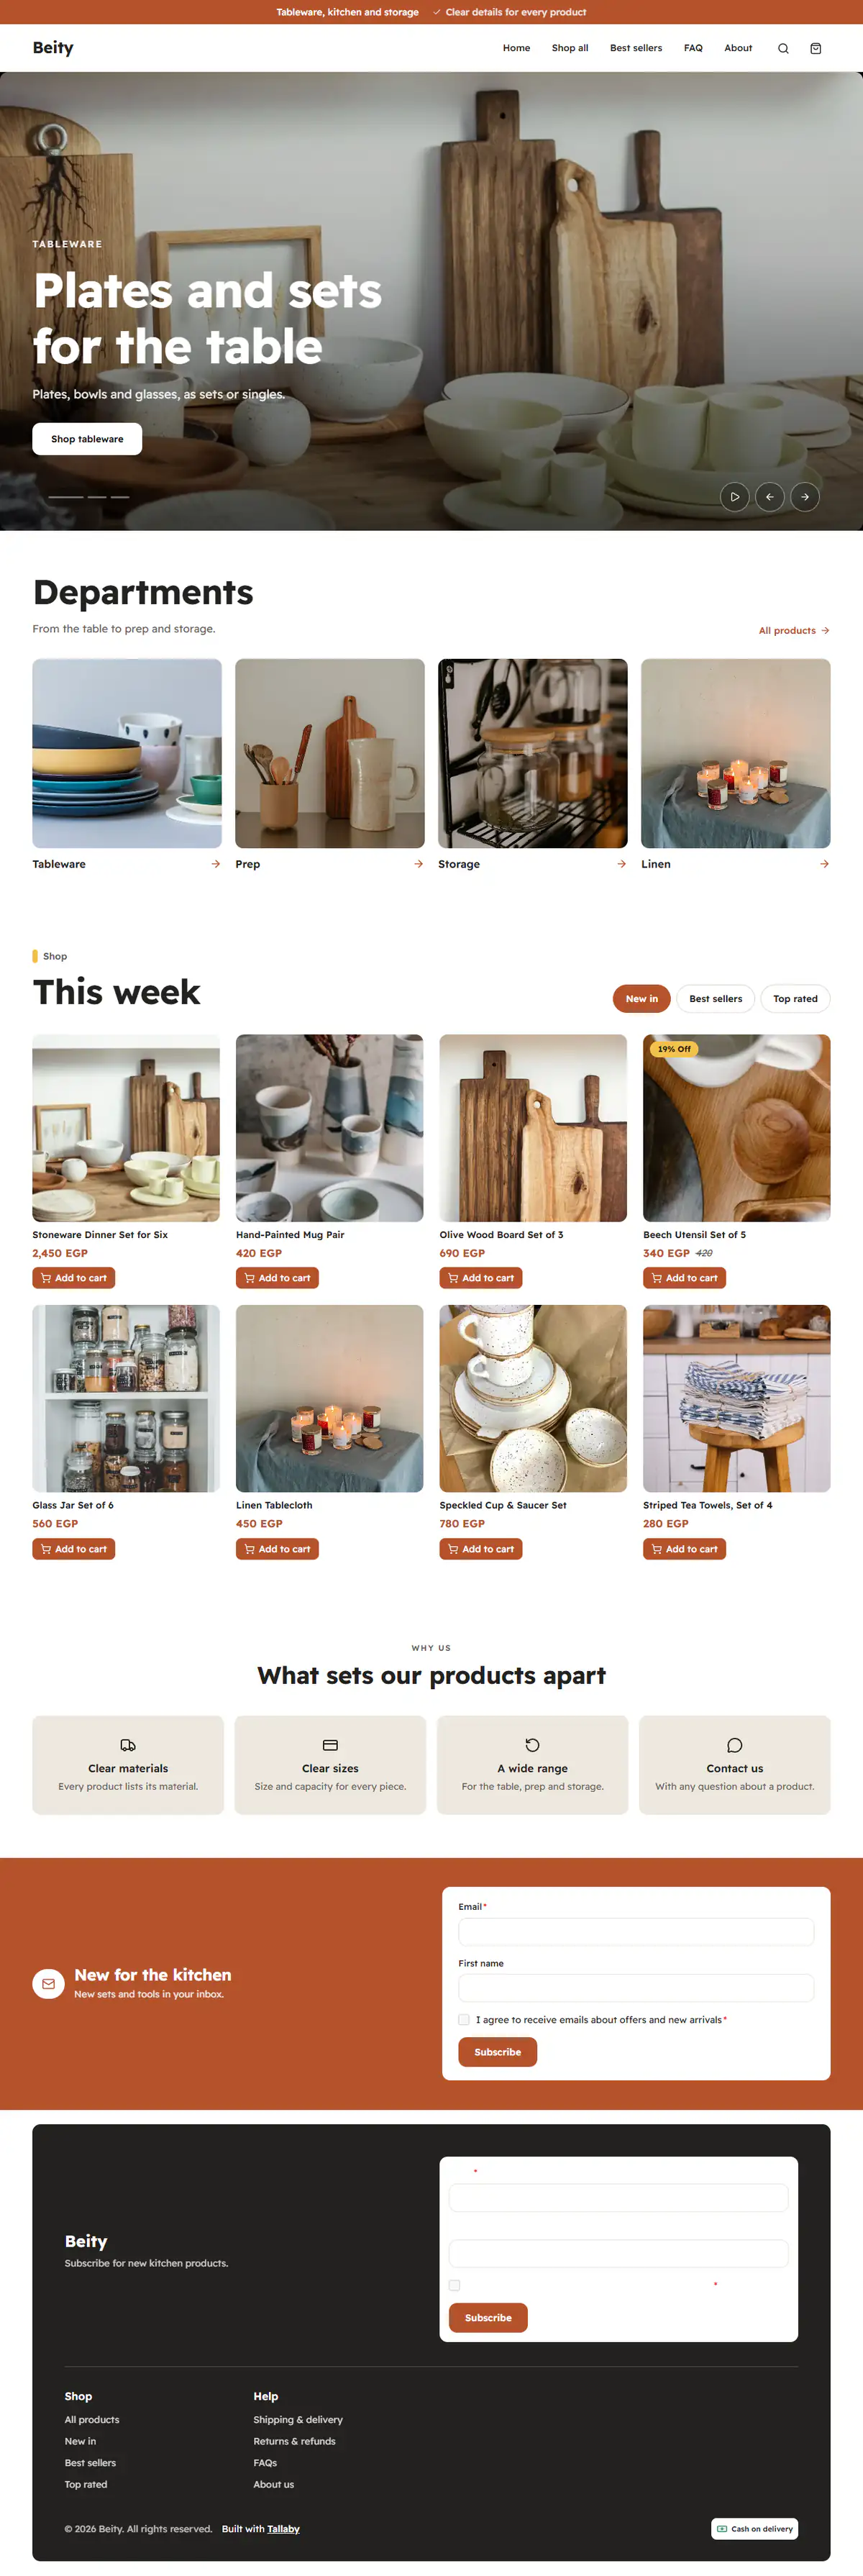 Tableware, kitchen and storage ✓ Clear details for every product
Beity
Home Shop all Best sellers FAQ About
TABLEWARE
Plates and sets
for the table
Plates, bowls and glasses, as sets or singles.
Shop tableware
Departments
From the table to prep and storage.
All products →
Tableware →
Prep →
Storage →
Linen →
Shop
This week
New in Best sellers Top rated
19% Off
Stoneware Dinner Set for Six
2,450 EGP
Add to cart
Hand-Painted Mug Pair
420 EGP
Add to cart
Olive Wood Board Set of 3
690 EGP
Add to cart
Beech Utensil Set of 5
340 EGP 420
Add to cart
Glass Jar Set of 6
560 EGP
Add to cart
Linen Tablecloth
450 EGP
Add to cart
Speckled Cup & Saucer Set
780 EGP
Add to cart
Striped Tea Towels, Set of 4
280 EGP
Add to cart
WHY US
What sets our products apart
Clear materials
Every product lists its material.
Clear sizes
Size and capacity for every piece.
A wide range
For the table, prep and storage.
Contact us
With any question about a product.
New for the kitchen
New sets and tools in your inbox.
Email*
First name
I agree to receive emails about offers and new arrivals*
Subscribe
Beity
Subscribe for new kitchen products.
*
*
Subscribe
Shop
All products
New in
Best sellers
Top rated
Help
Shipping & delivery
Returns & refunds
FAQs
About us
© 2026 Beity. All rights reserved. Built with Tallaby
Cash on delivery